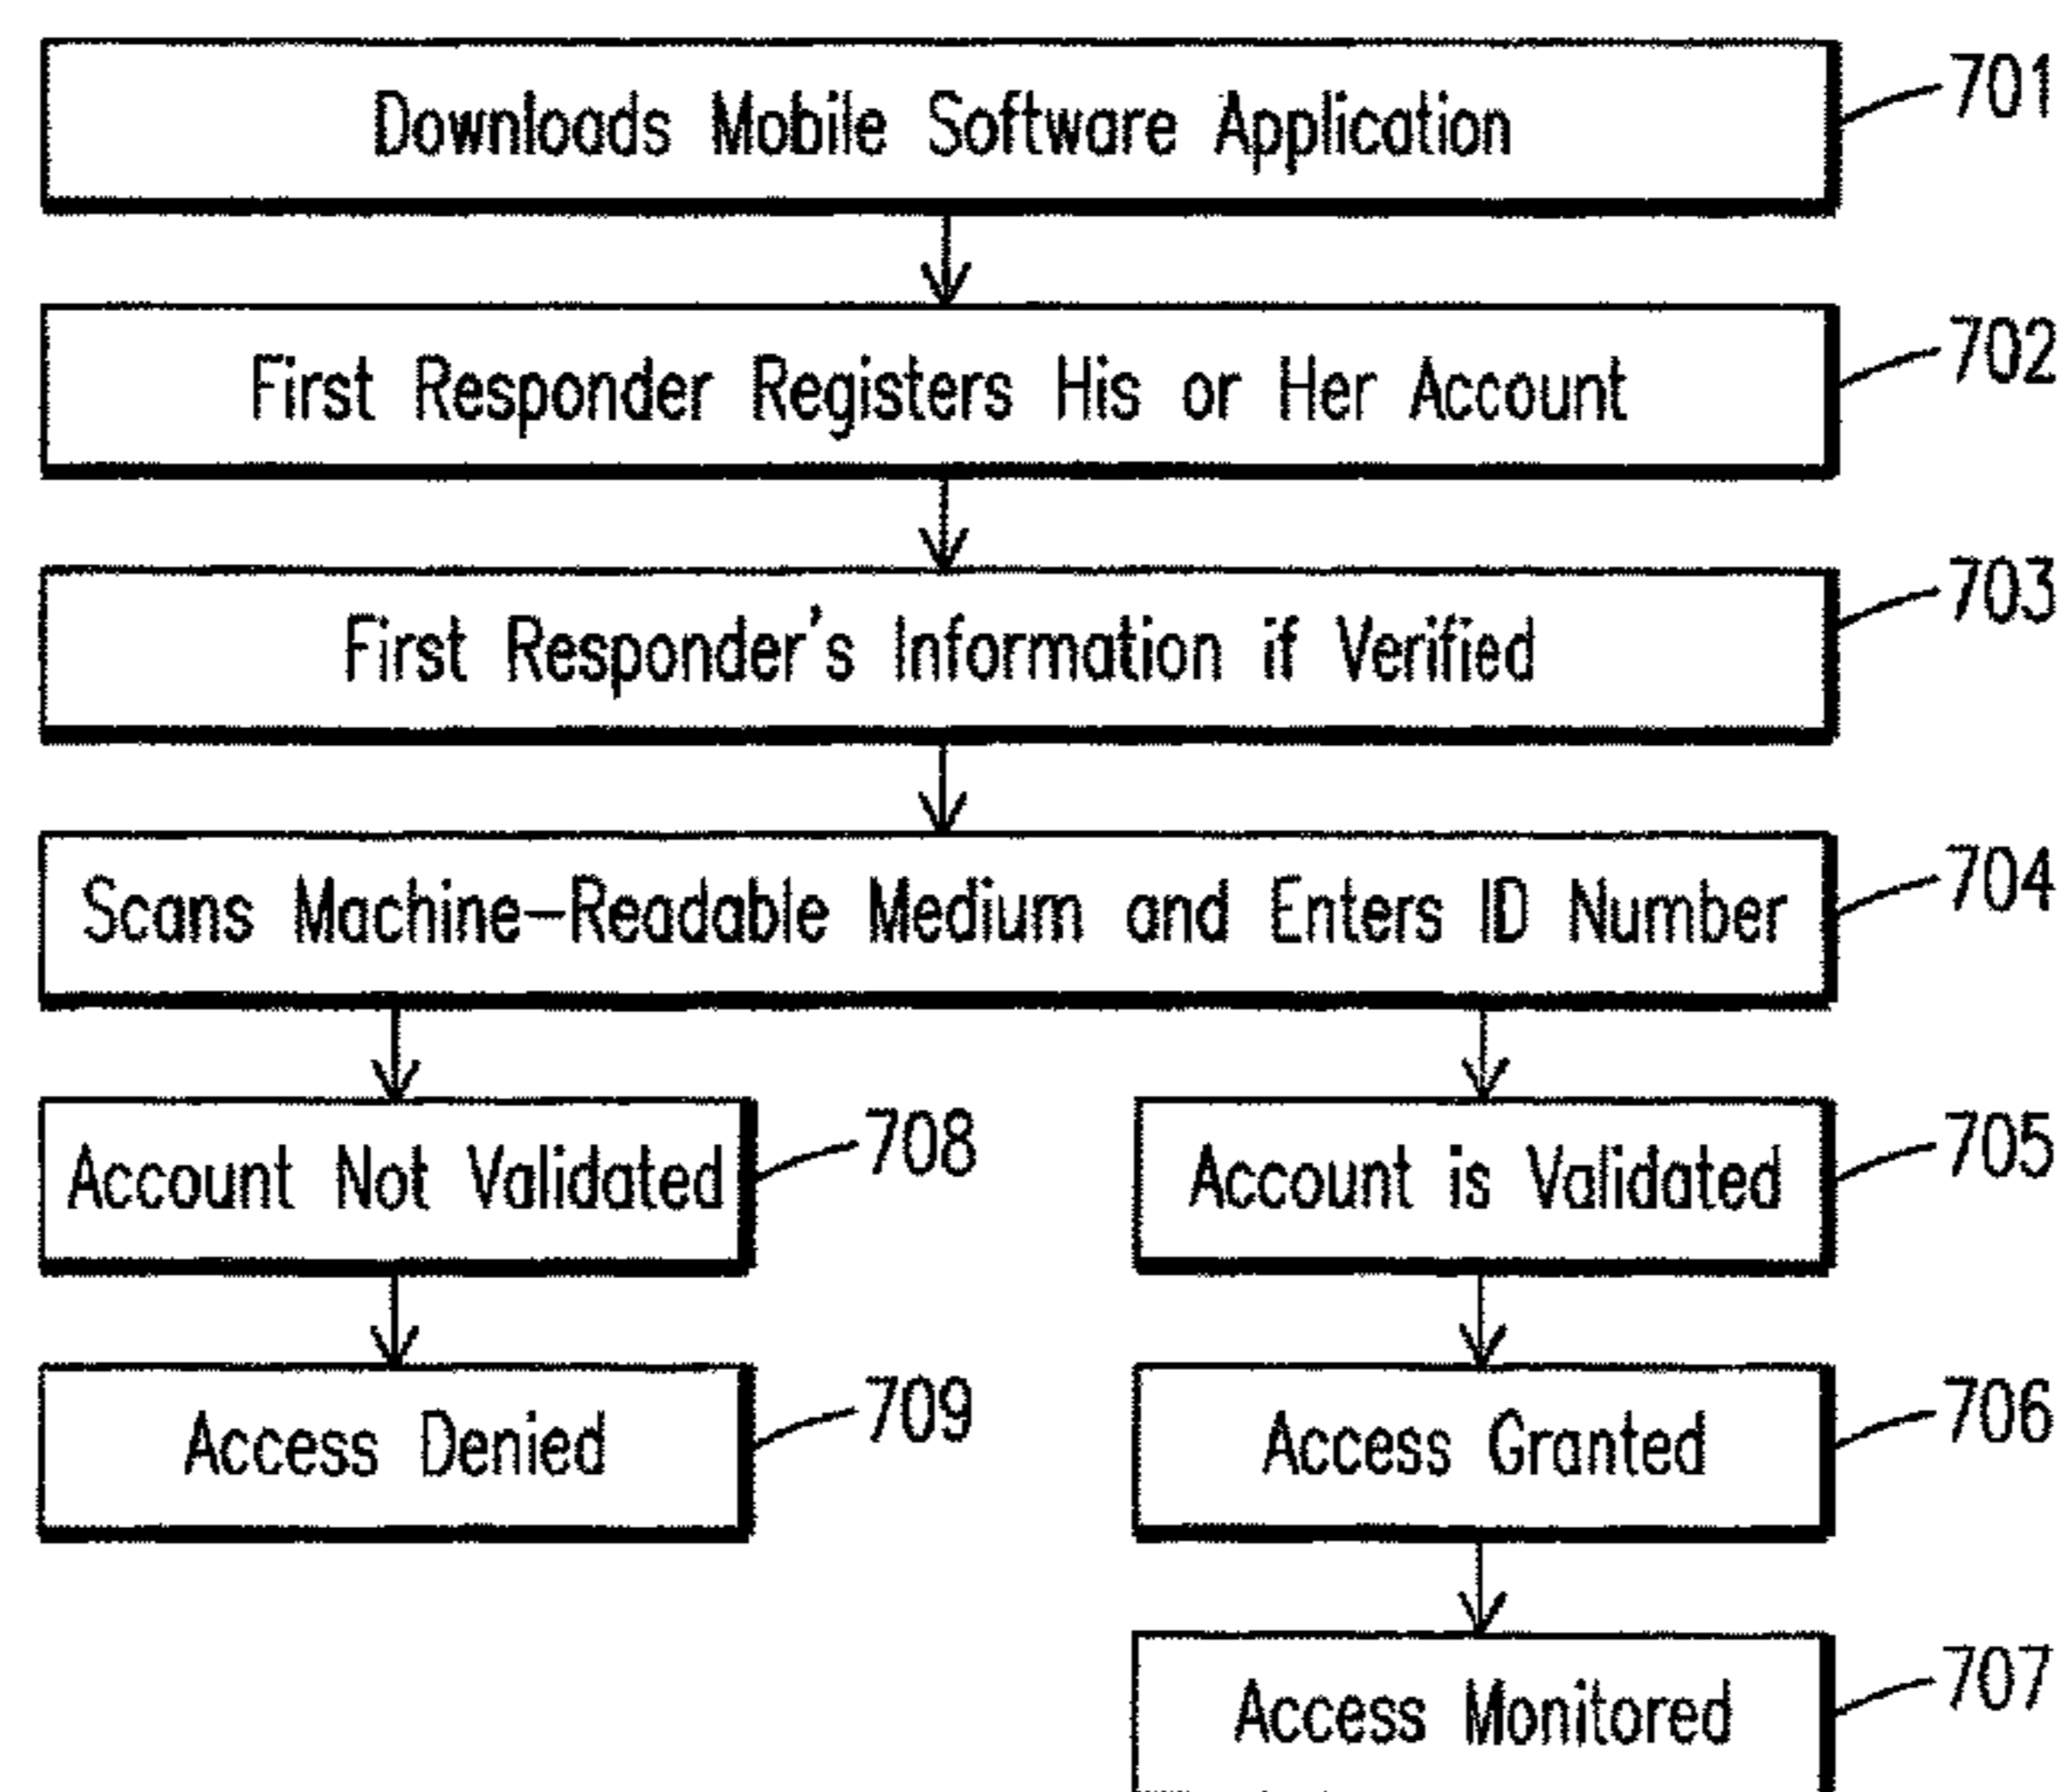 Downloads Mobile Software Application
701
First Responder Registers His or Her Account
702
First Responder's Information if Verified
703
Scans Machine-Readable Medium and Enters ID Number
704
Account Not Validated
708
Account is Validated
705
Access Denied
709
Access Granted
706
Access Monitored
707